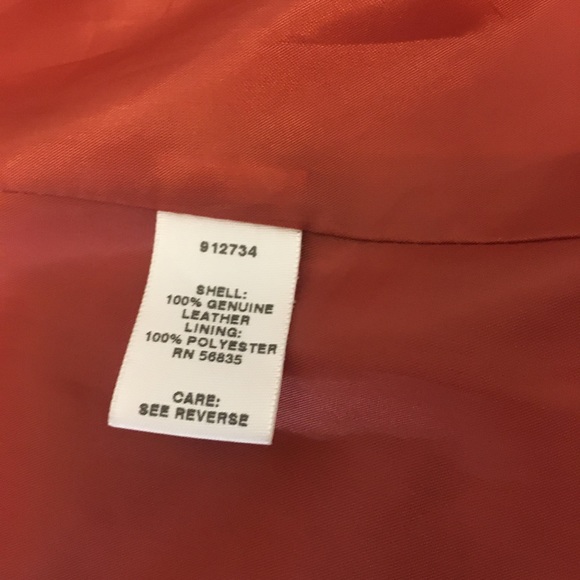 912734
SHELL:
100% GENUINE
LEATHER
LINING:
100% POLYESTER
RN 56835
CARE:
SEE REVERSE